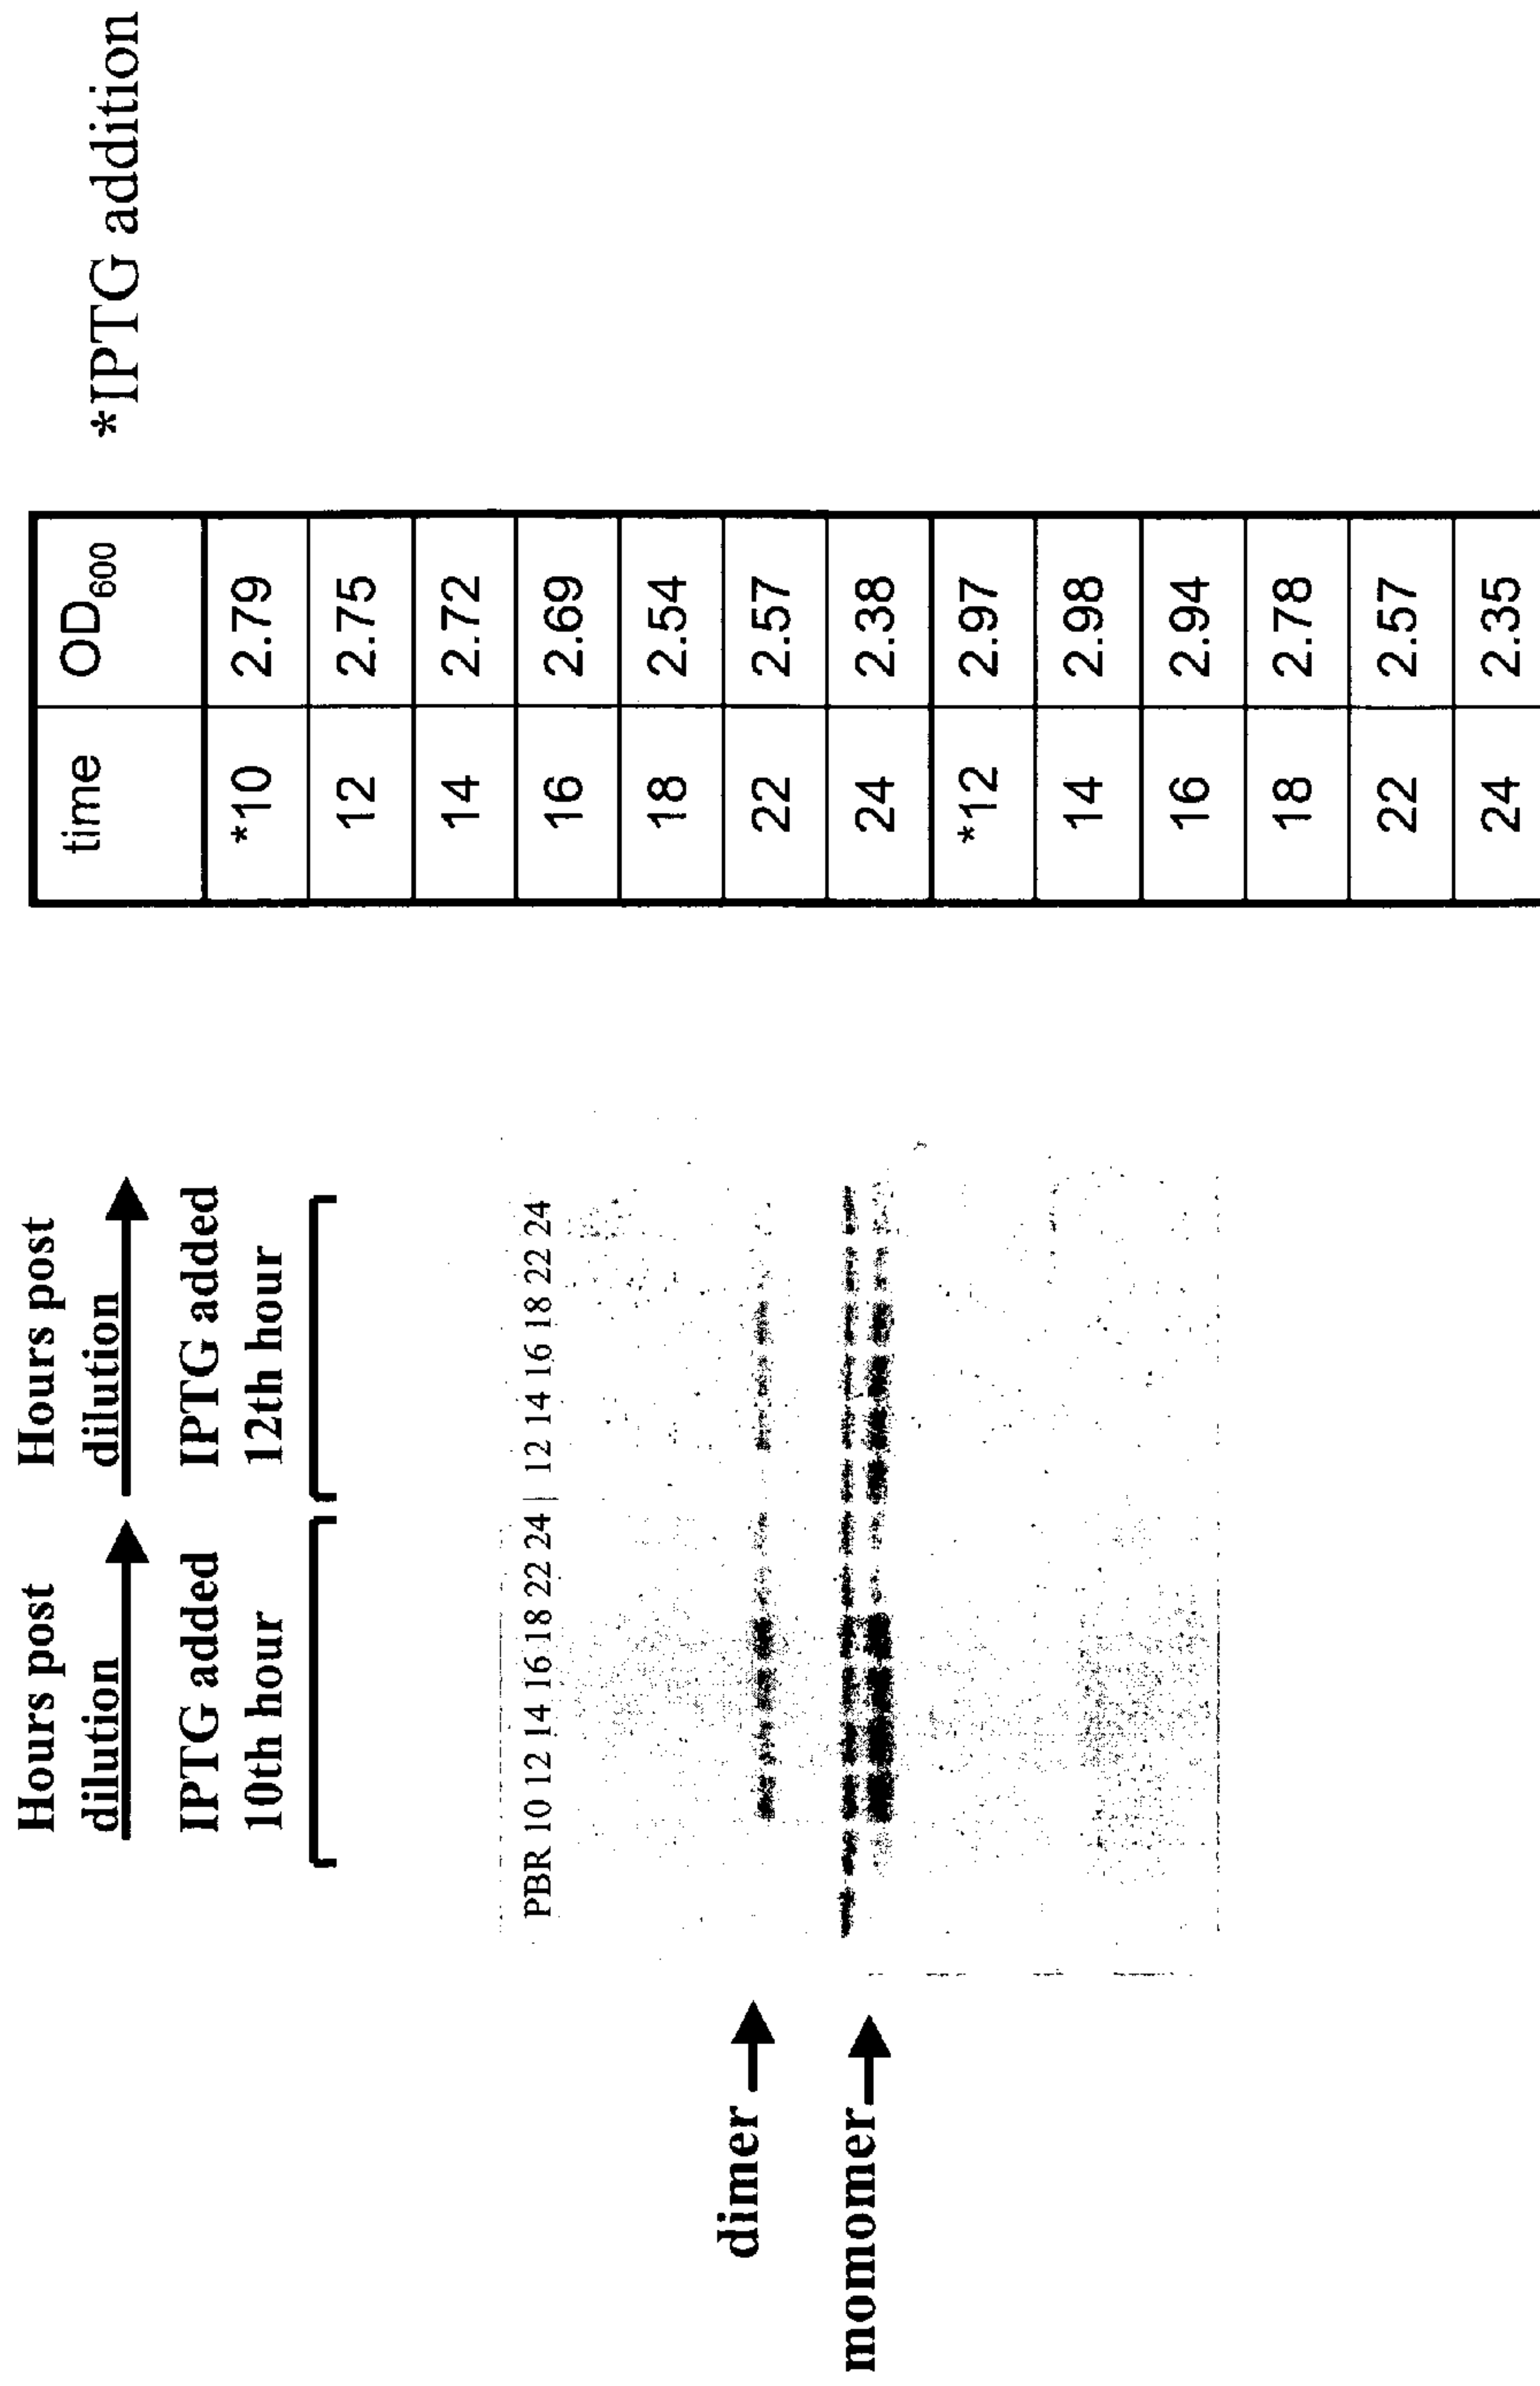 Hours post
dilution
IPTG added
10th hour
Hours post
dilution
IPTG added
12th hour
PBR 10 12 14 16 18 22 24 | 12 14 16 18 22 24
dimer
momomer
time OD600
*10 2.79
12 2.75
14 2.72
16 2.69
18 2.54
22 2.57
24 2.38
*12 2.97
14 2.98
16 2.94
18 2.78
22 2.57
24 2.35
*IPTG addition